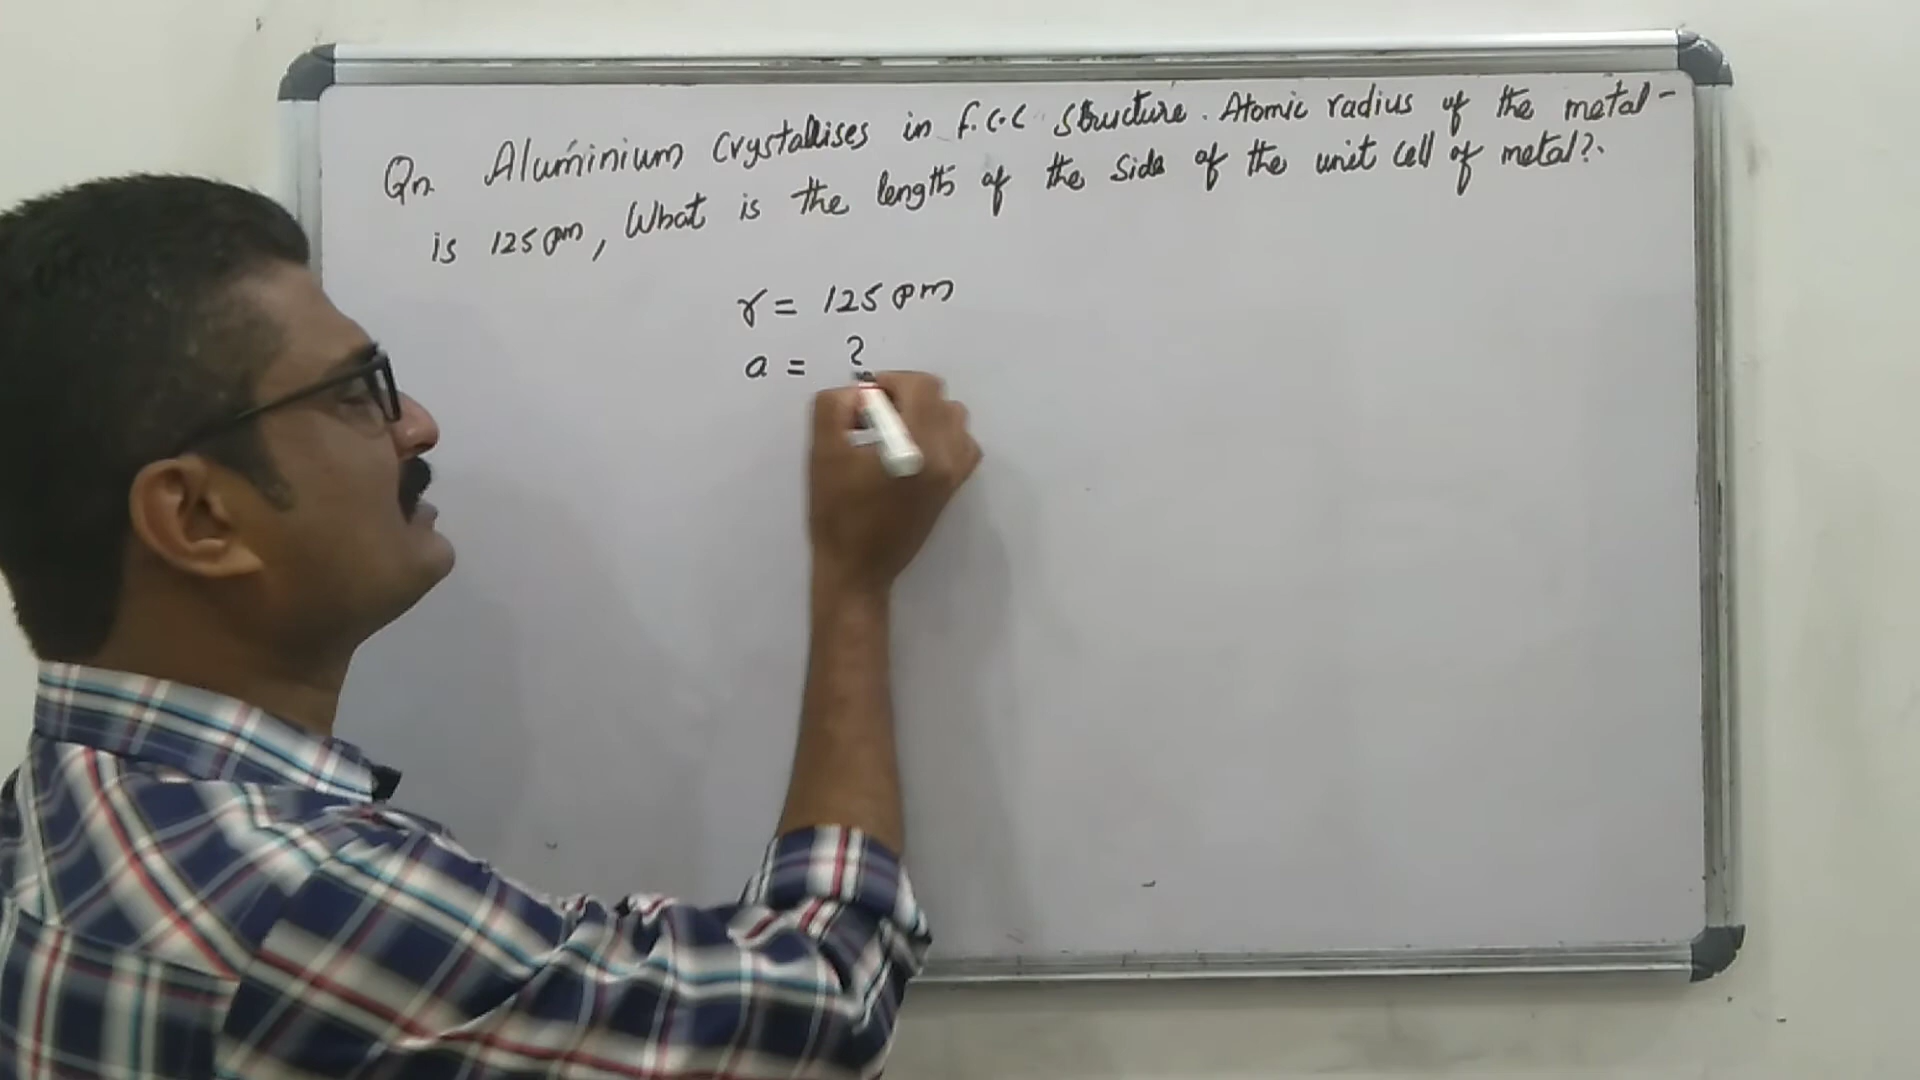 Qn. Aluminium crystallises in f.c.c structure. Atomic radius of the metal-
is 125 pm, What is the length of the side of the unit cell of metal?.
r = 125 pm
a = ?